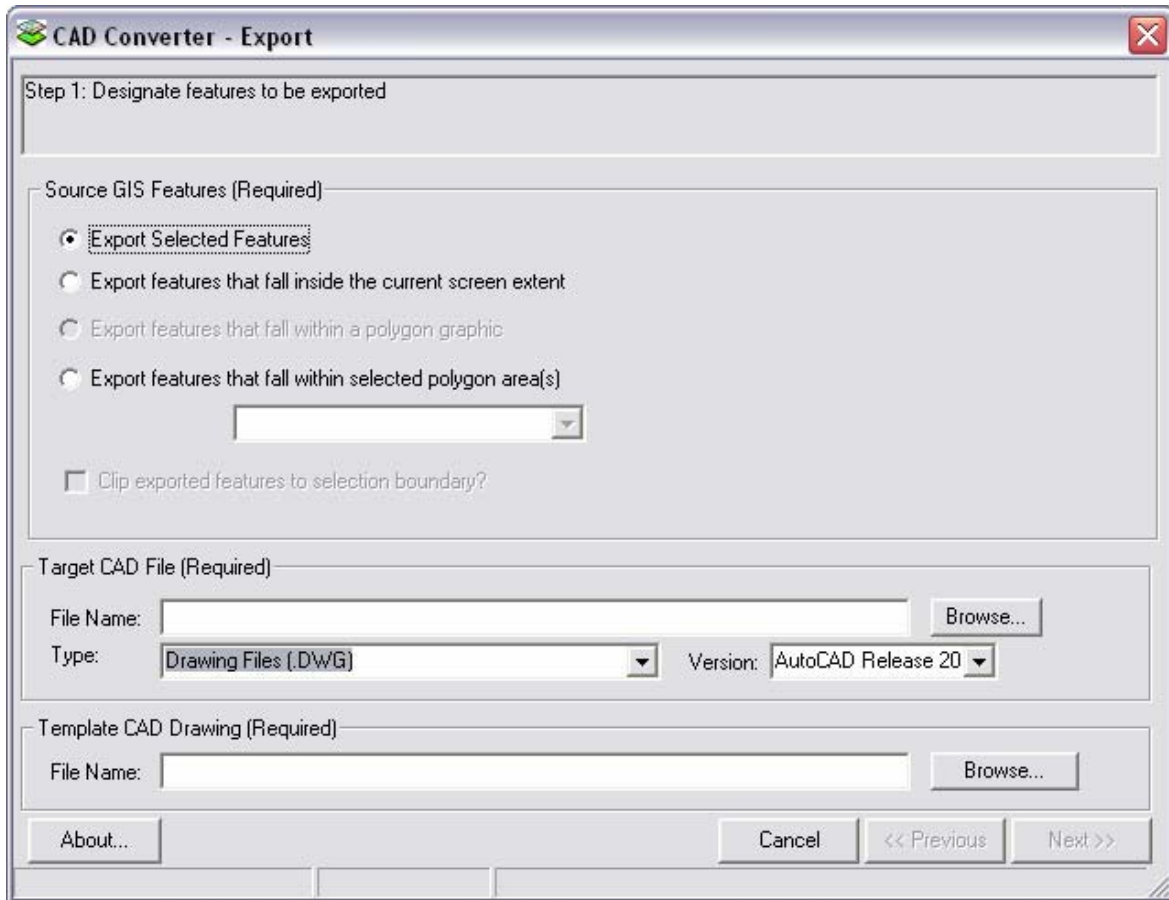 CAD Converter - Export
Step 1: Designate features to be exported
Source GIS Features (Required)
Export Selected Features
Export features that fall inside the current screen extent
Export features that fall within a polygon graphic
Export features that fall within selected polygon area(s)
Clip exported features to selection boundary?
Target CAD File (Required)
File Name: Browse...
Type: Drawing Files (.DWG) Version: AutoCAD Release 20
Template CAD Drawing (Required)
File Name: Browse...
About... Cancel << Previous Next >>